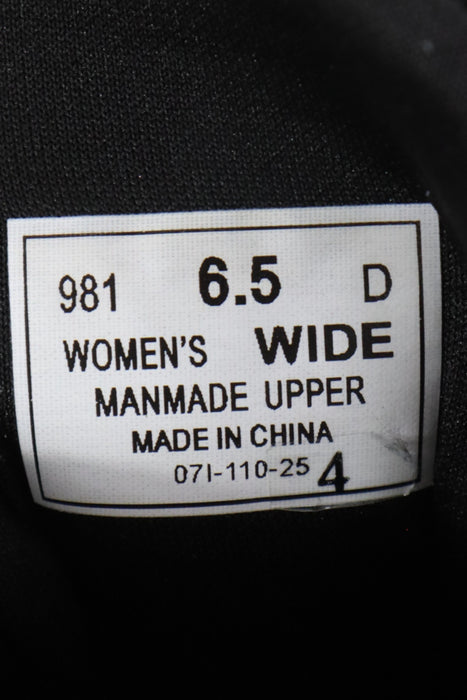 981 6.5 D
WOMEN'S WIDE
MANMADE UPPER
MADE IN CHINA
07I-110-25 4